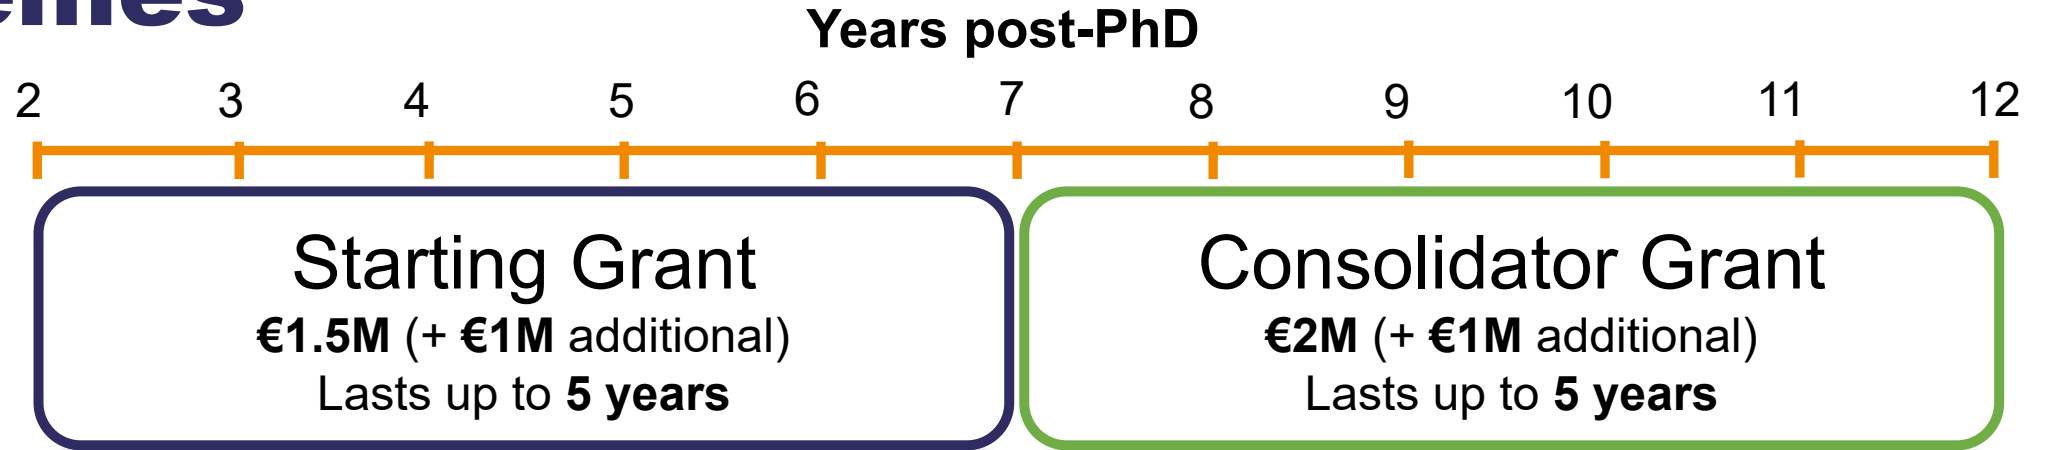 Years post-PhD
2 3 4 5 6 7 8 9 10 11 12
Starting Grant
€1.5M (+ €1M additional)
Lasts up to 5 years
Consolidator Grant
€2M (+ €1M additional)
Lasts up to 5 years